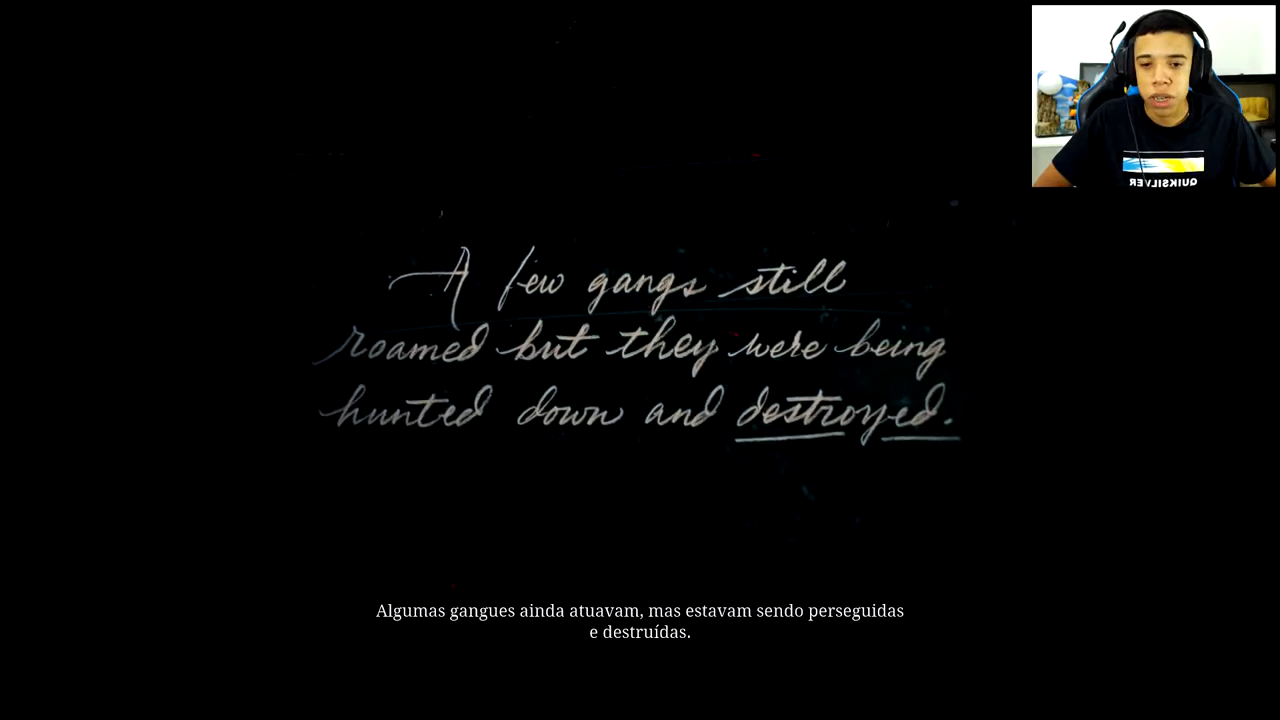 A few gangs still
roamed but they were being
hunted down and destroyed.
Algumas gangues ainda atuavam, mas estavam sendo perseguidas
e destruídas.
QUIKSILVER